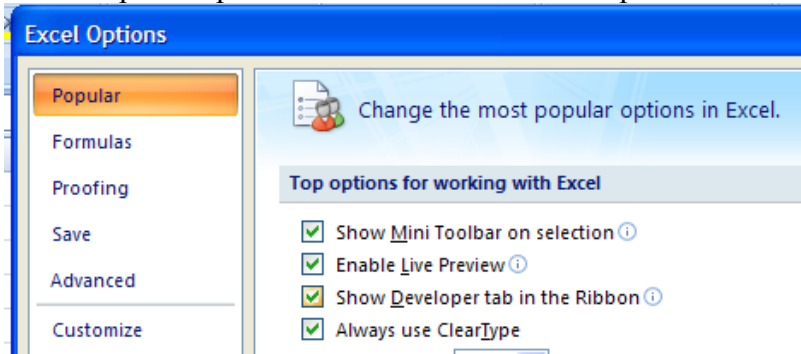 Excel Options
Popular
Formulas
Proofing
Save
Advanced
Customize
Change the most popular options in Excel.
Top options for working with Excel
Show Mini Toolbar on selection
Enable Live Preview
Show Developer tab in the Ribbon
Always use ClearType